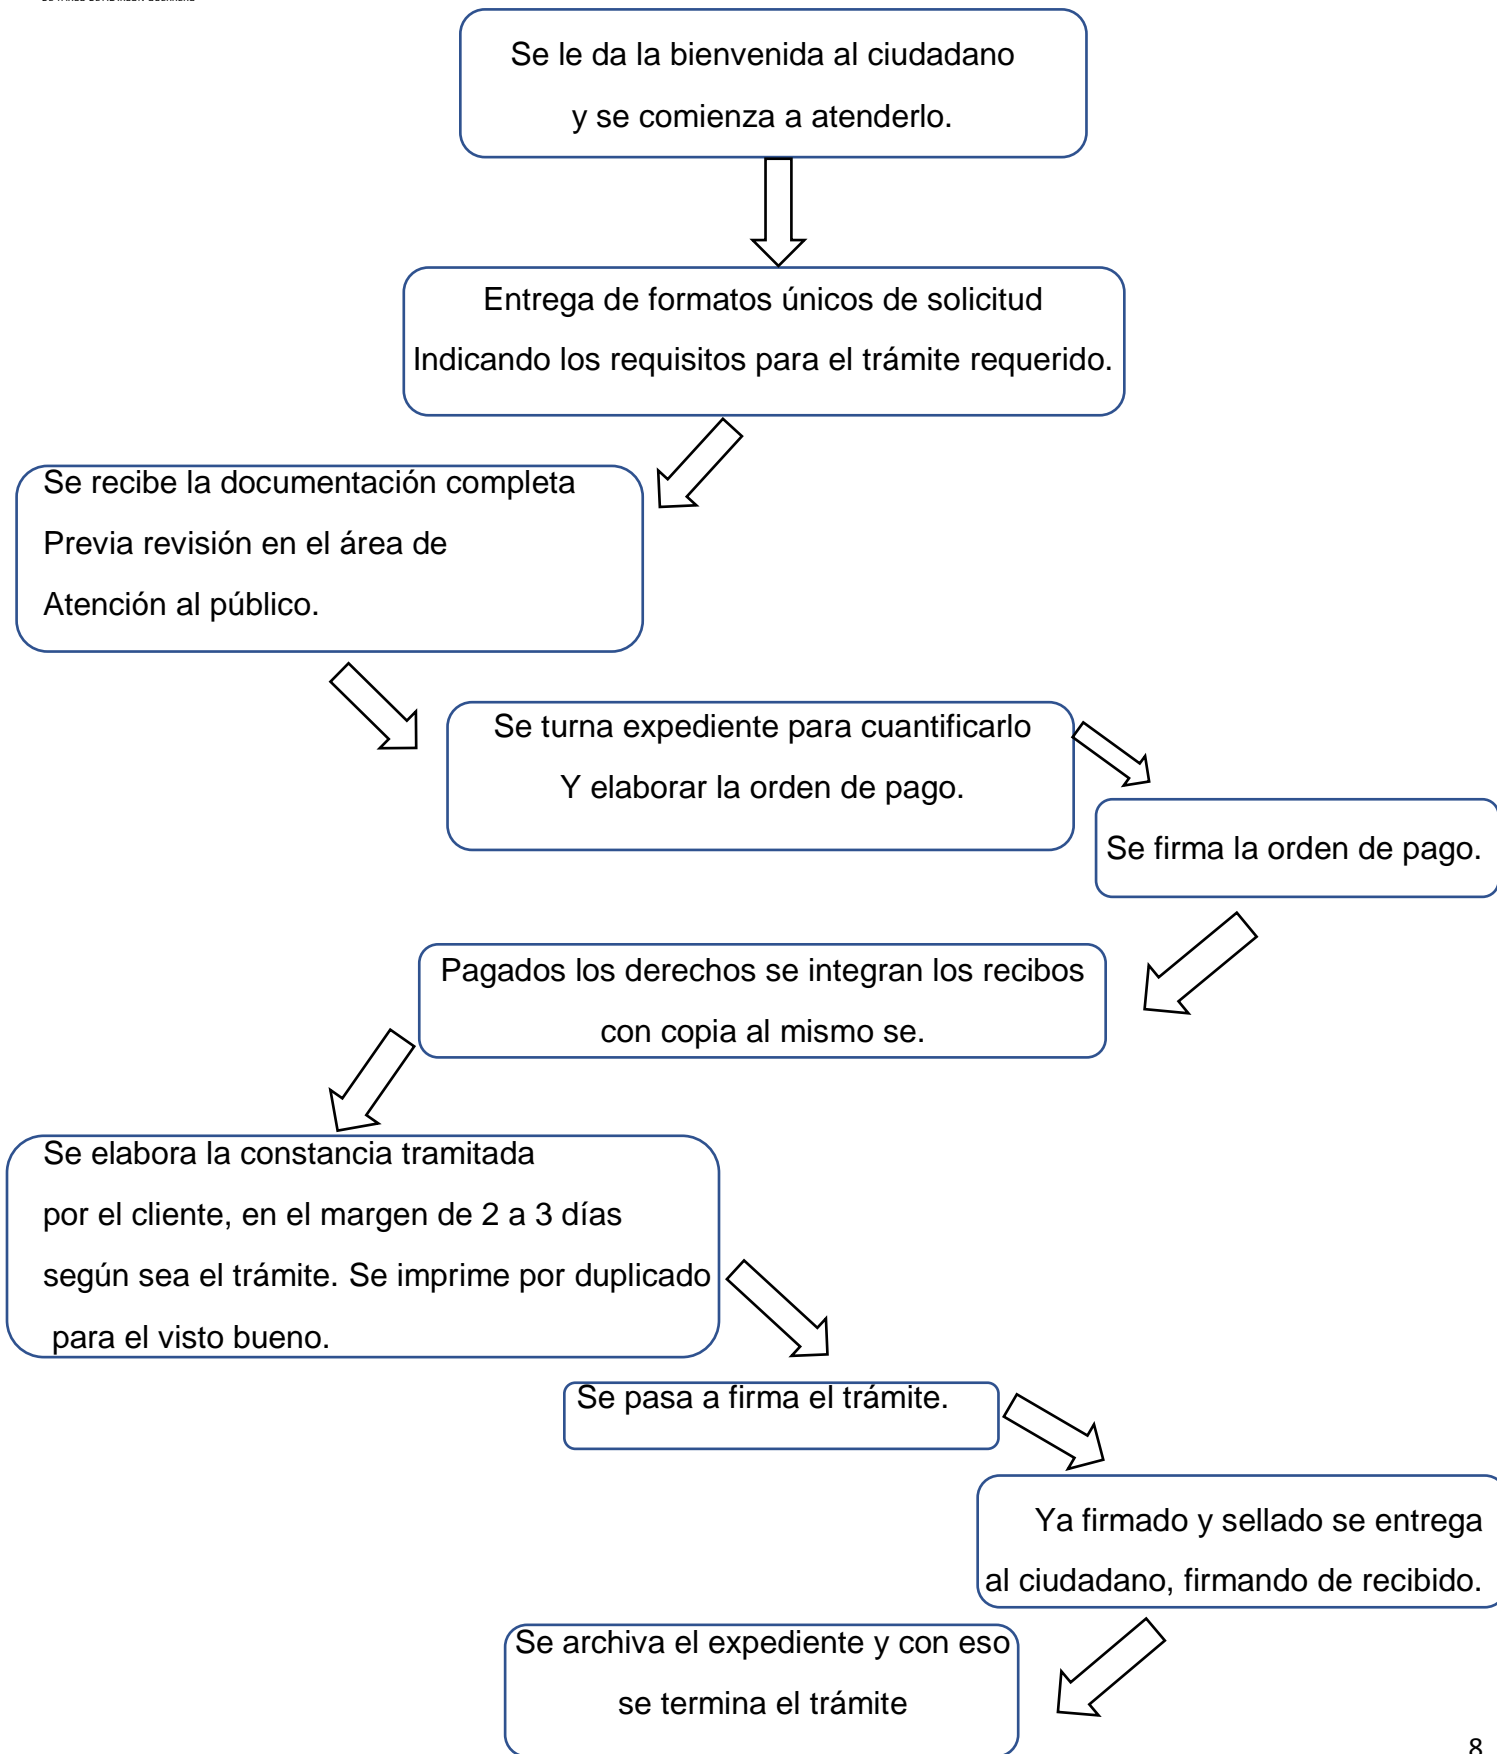 Se le da la bienvenida al ciudadano
y se comienza a atenderlo.
Entrega de formatos únicos de solicitud
Indicando los requisitos para el trámite requerido.
Se recibe la documentación completa
Previa revisión en el área de
Atención al público.
Se turna expediente para cuantificarlo
Y elaborar la orden de pago.
Se firma la orden de pago.
Pagados los derechos se integran los recibos
con copia al mismo se.
Se elabora la constancia tramitada
por el cliente, en el margen de 2 a 3 días
según sea el trámite. Se imprime por duplicado
para el visto bueno.
Se pasa a firma el trámite.
Ya firmado y sellado se entrega
al ciudadano, firmando de recibido.
Se archiva el expediente y con eso
se termina el trámite
8